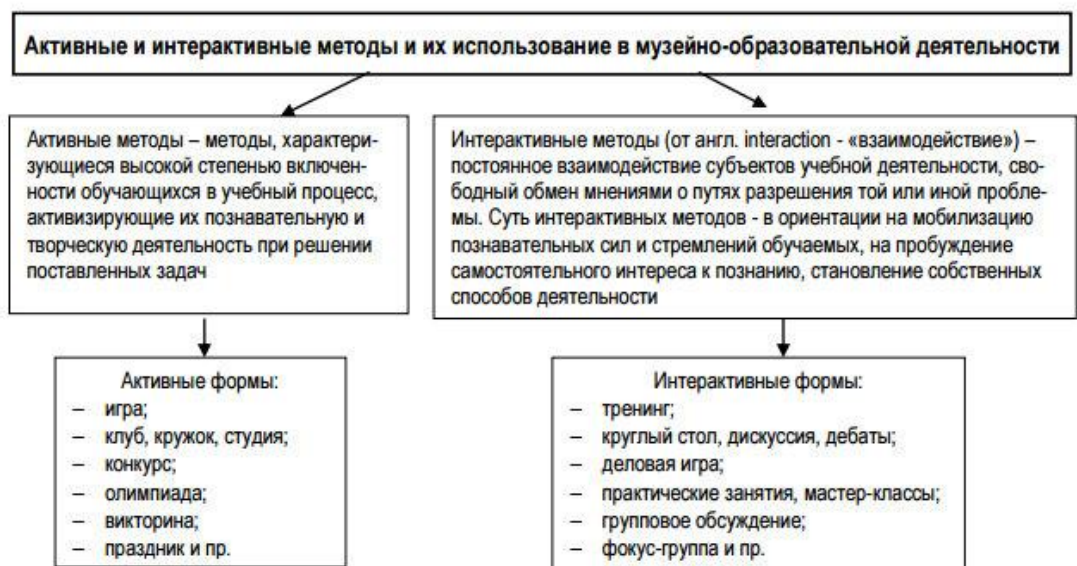 Активные и интерактивные методы и их использование в музейно-образовательной деятельности
Активные методы – методы, характери-
зующиеся высокой степенью включен-
ности обучающихся в учебный процесс,
активизирующие их познавательную и
творческую деятельность при решении
поставленных задач
Интерактивные методы (от англ. interaction - «взаимодействие») –
постоянное взаимодействие субъектов учебной деятельности, сво-
бодный обмен мнениями о путях разрешения той или иной пробле-
мы. Суть интерактивных методов - в ориентации на мобилизацию
познавательных сил и стремлений обучаемых, на пробуждение
самостоятельного интереса к познанию, становление собственных
способов деятельности
Активные формы:
– игра;
– клуб, кружок, студия;
– конкурс;
– олимпиада;
– викторина;
– праздник и пр.
Интерактивные формы:
– тренинг;
– круглый стол, дискуссия, дебаты;
– деловая игра;
– практические занятия, мастер-классы;
– групповое обсуждение;
– фокус-группа и пр.